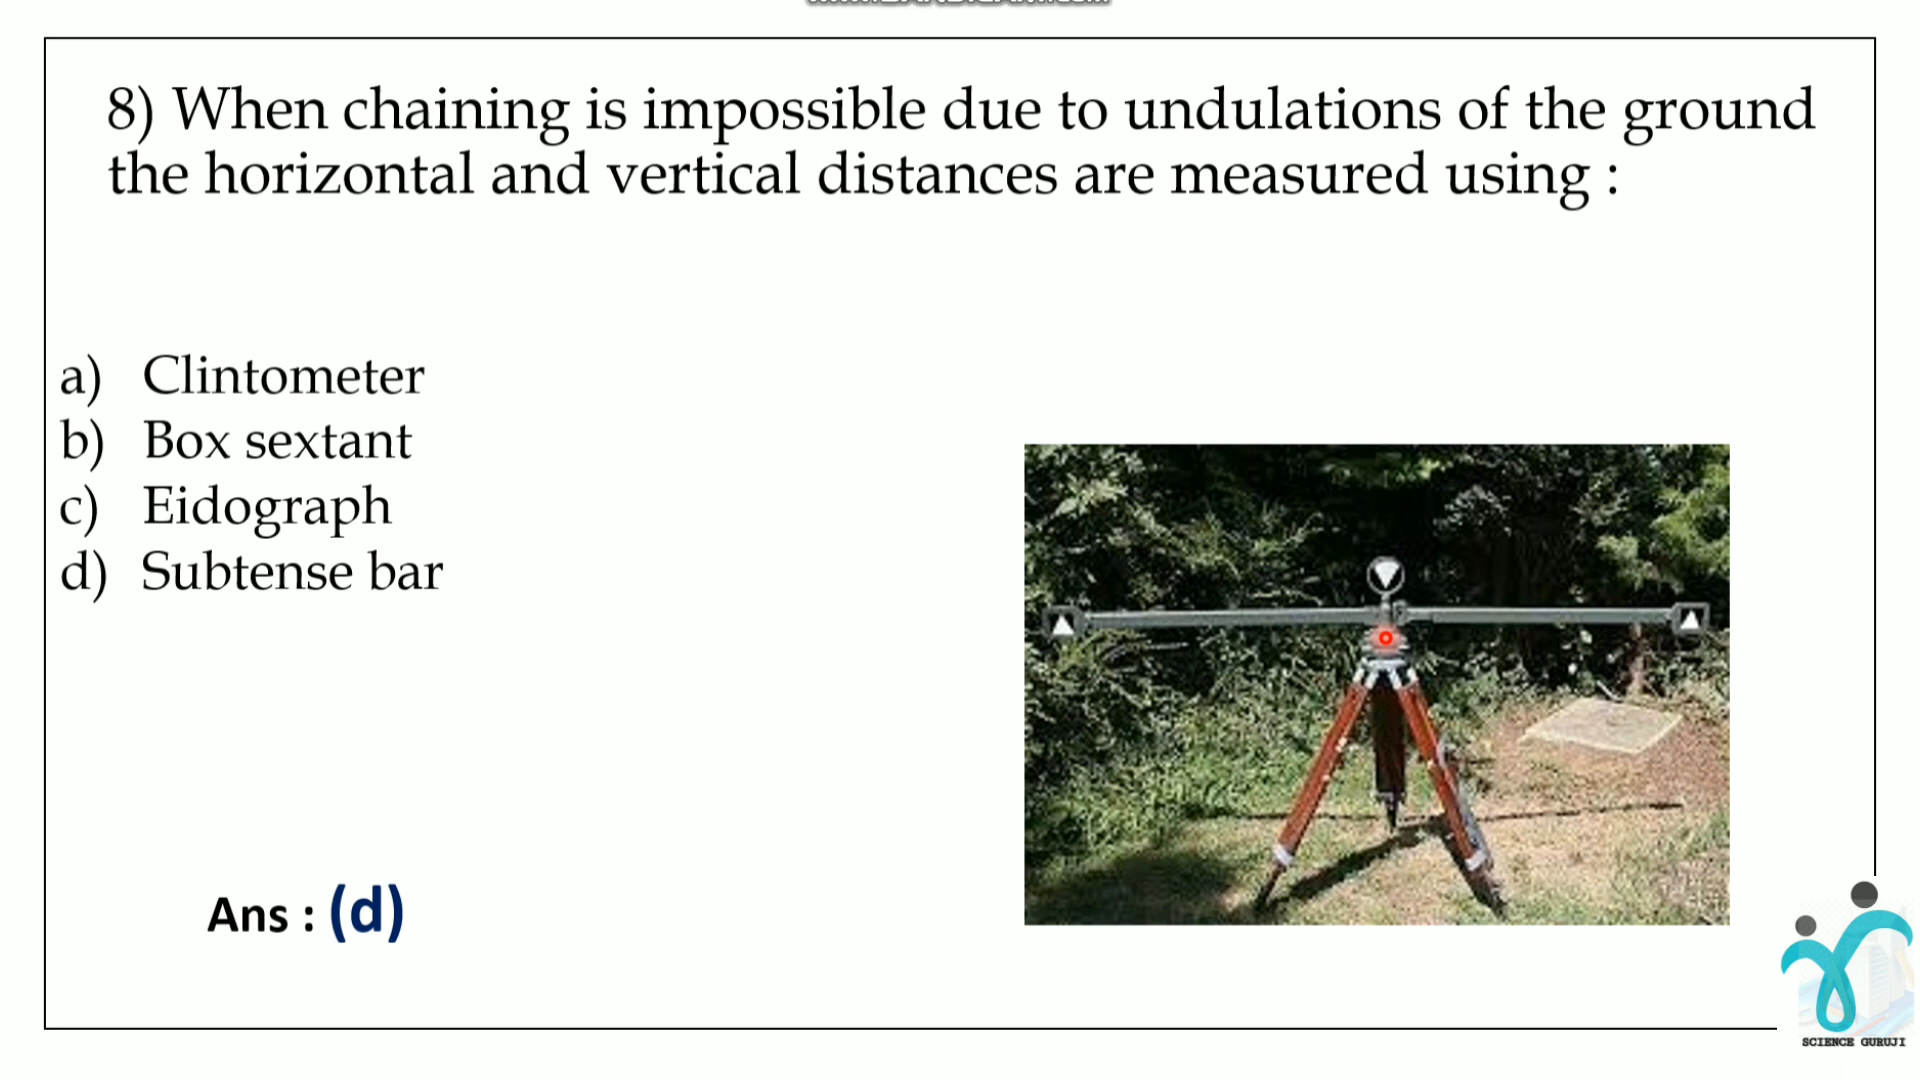 8) When chaining is impossible due to undulations of the ground
the horizontal and vertical distances are measured using :
a) Clintometer
b) Box sextant
c) Eidograph
d) Subtense bar
Ans : (d)
SCIENCE GURUJI